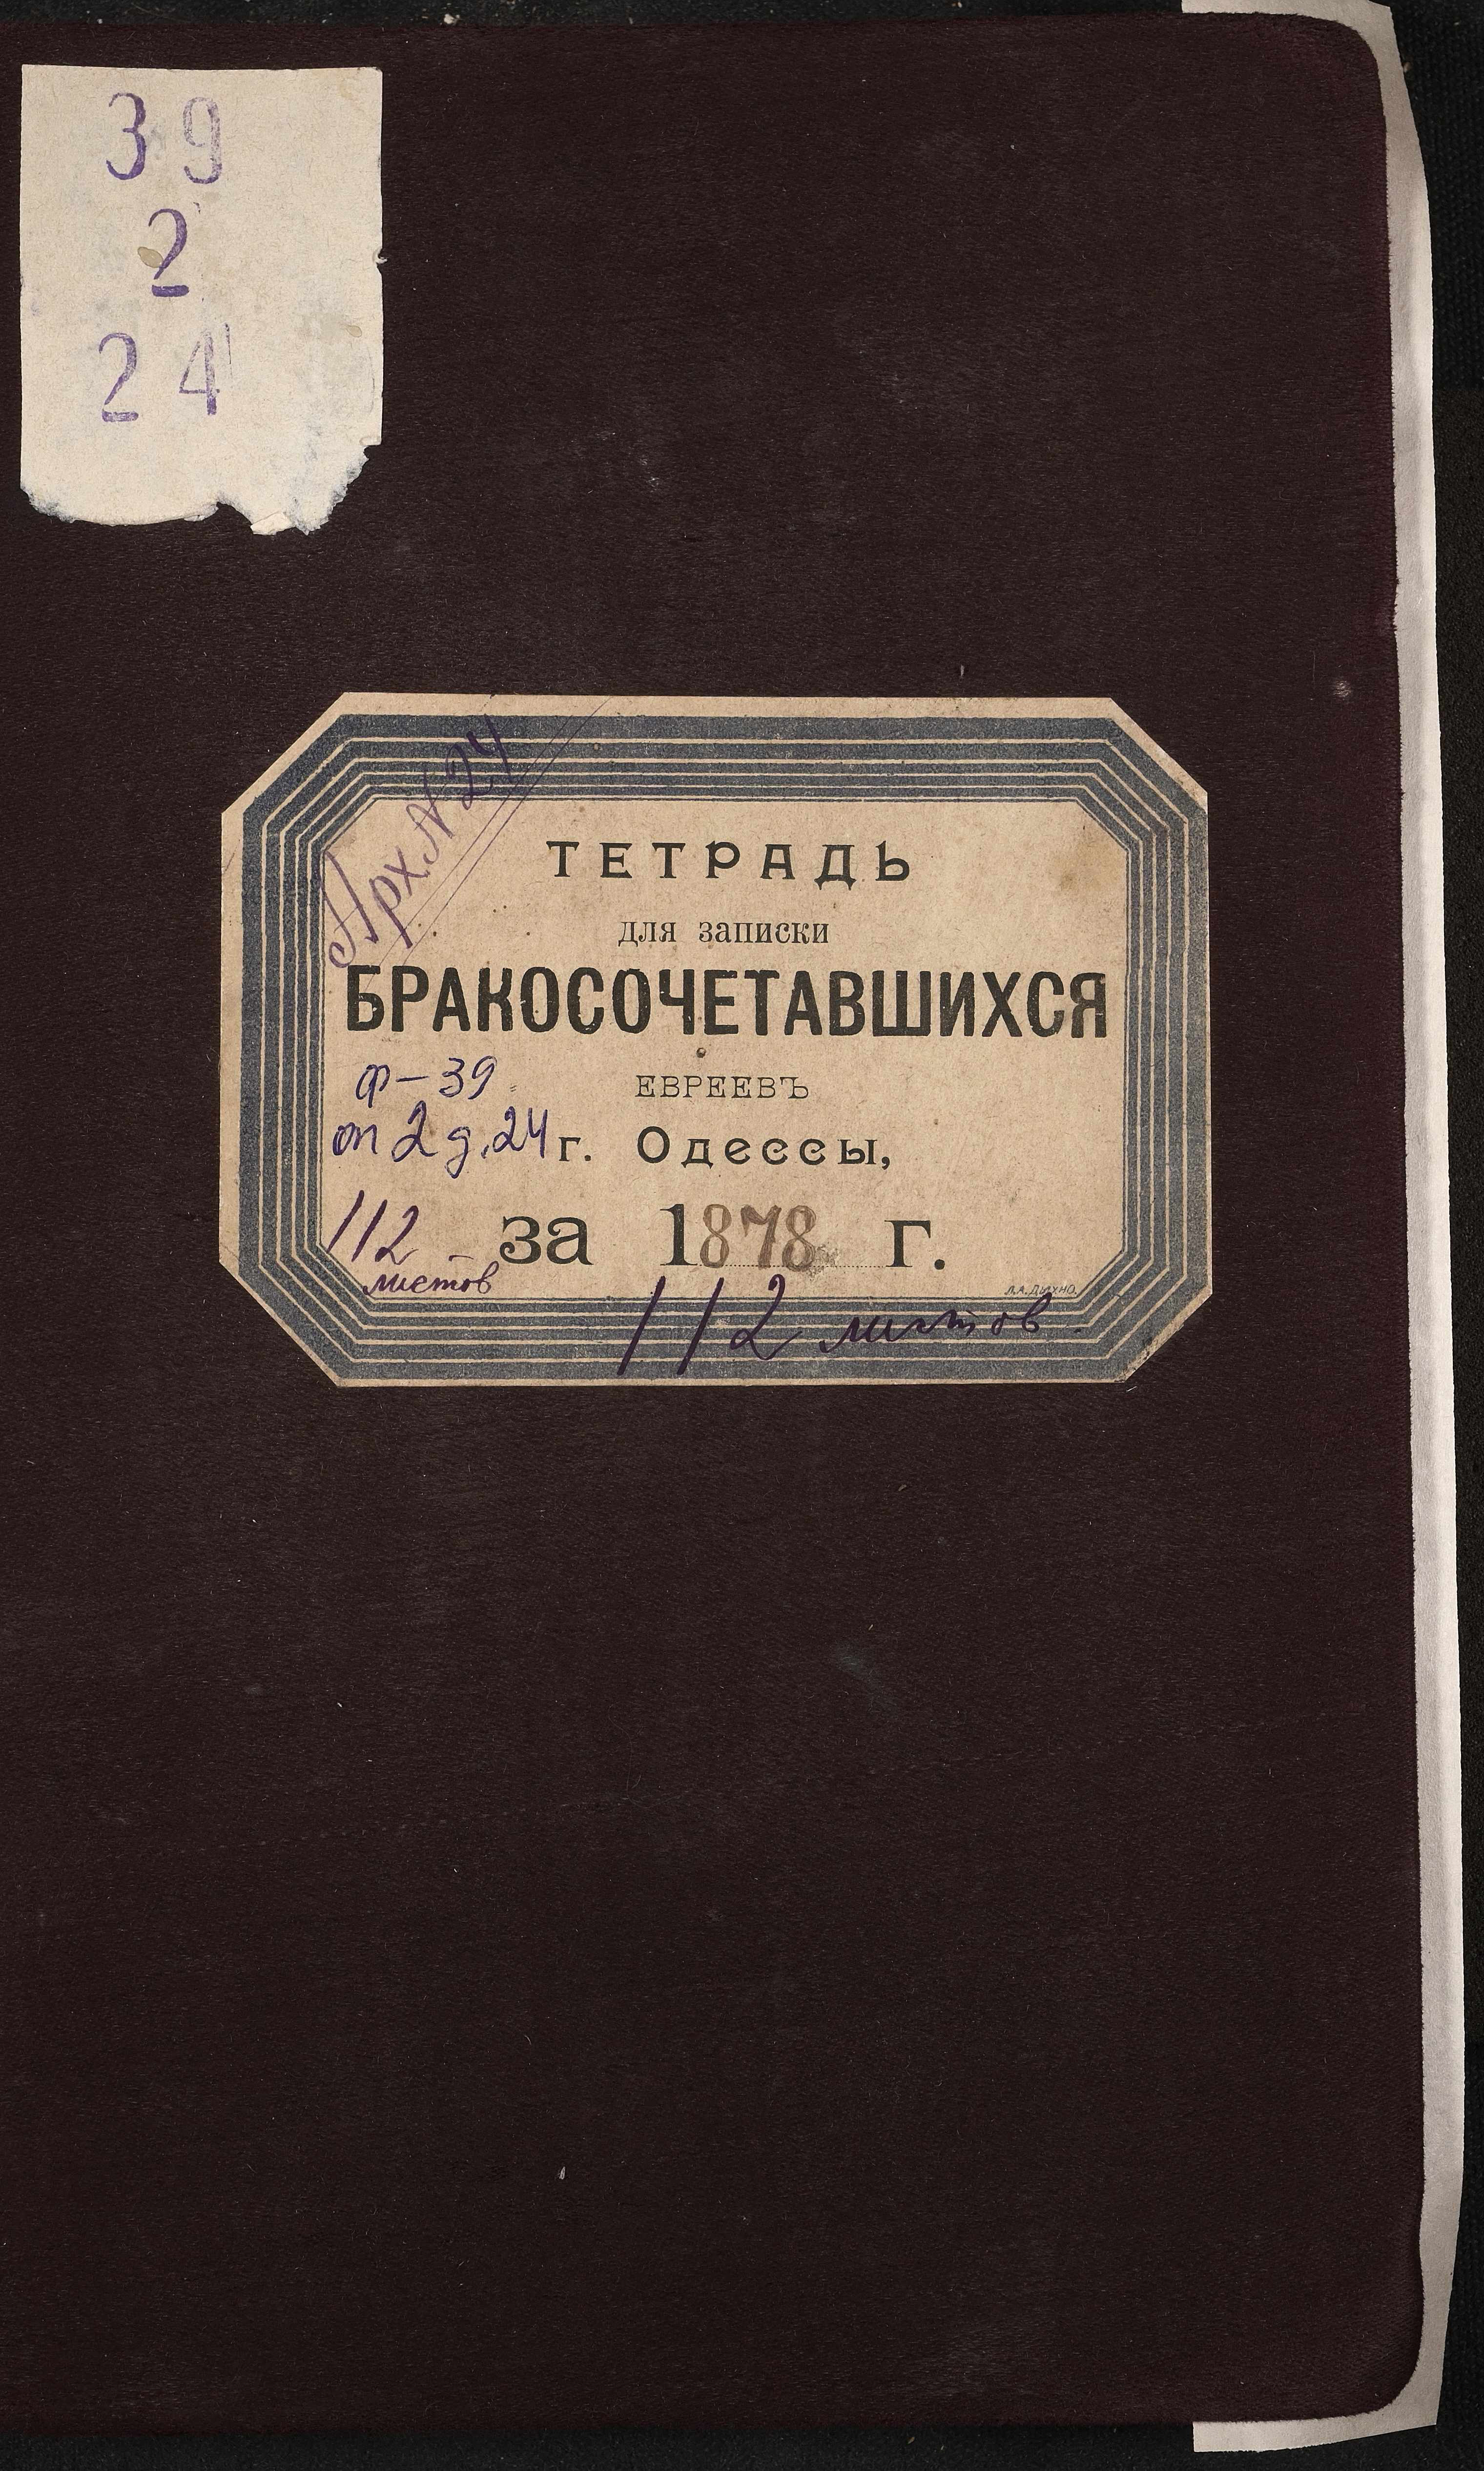 39
2
24
Арх. № 24
ТЕТРАДЬ
для записки
БРАКОСОЧЕТАВШИХСЯ
ф-39
ЕВРЕЕВЪ
оп 2 д. 24
г. Одессы,
112
листов
за 1878 г.
112 листов.